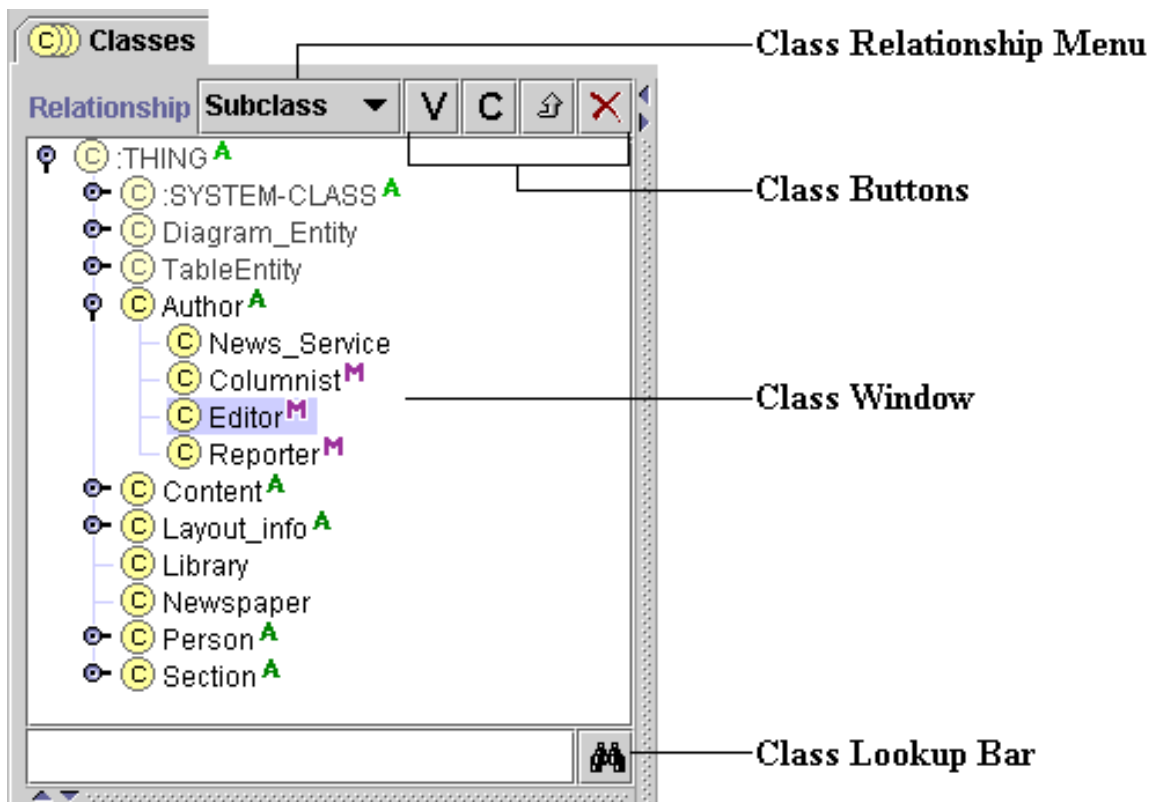 C Classes
Class Relationship Menu
Relationship Subclass V C
C :THING A
C :SYSTEM-CLASS A
Class Buttons
C Diagram_Entity
C TableEntity
C Author A
C News_Service
C Columnist M
Class Window
C Editor M
C Reporter M
C Content A
C Layout_info A
C Library
C Newspaper
C Person A
C Section A
Class Lookup Bar